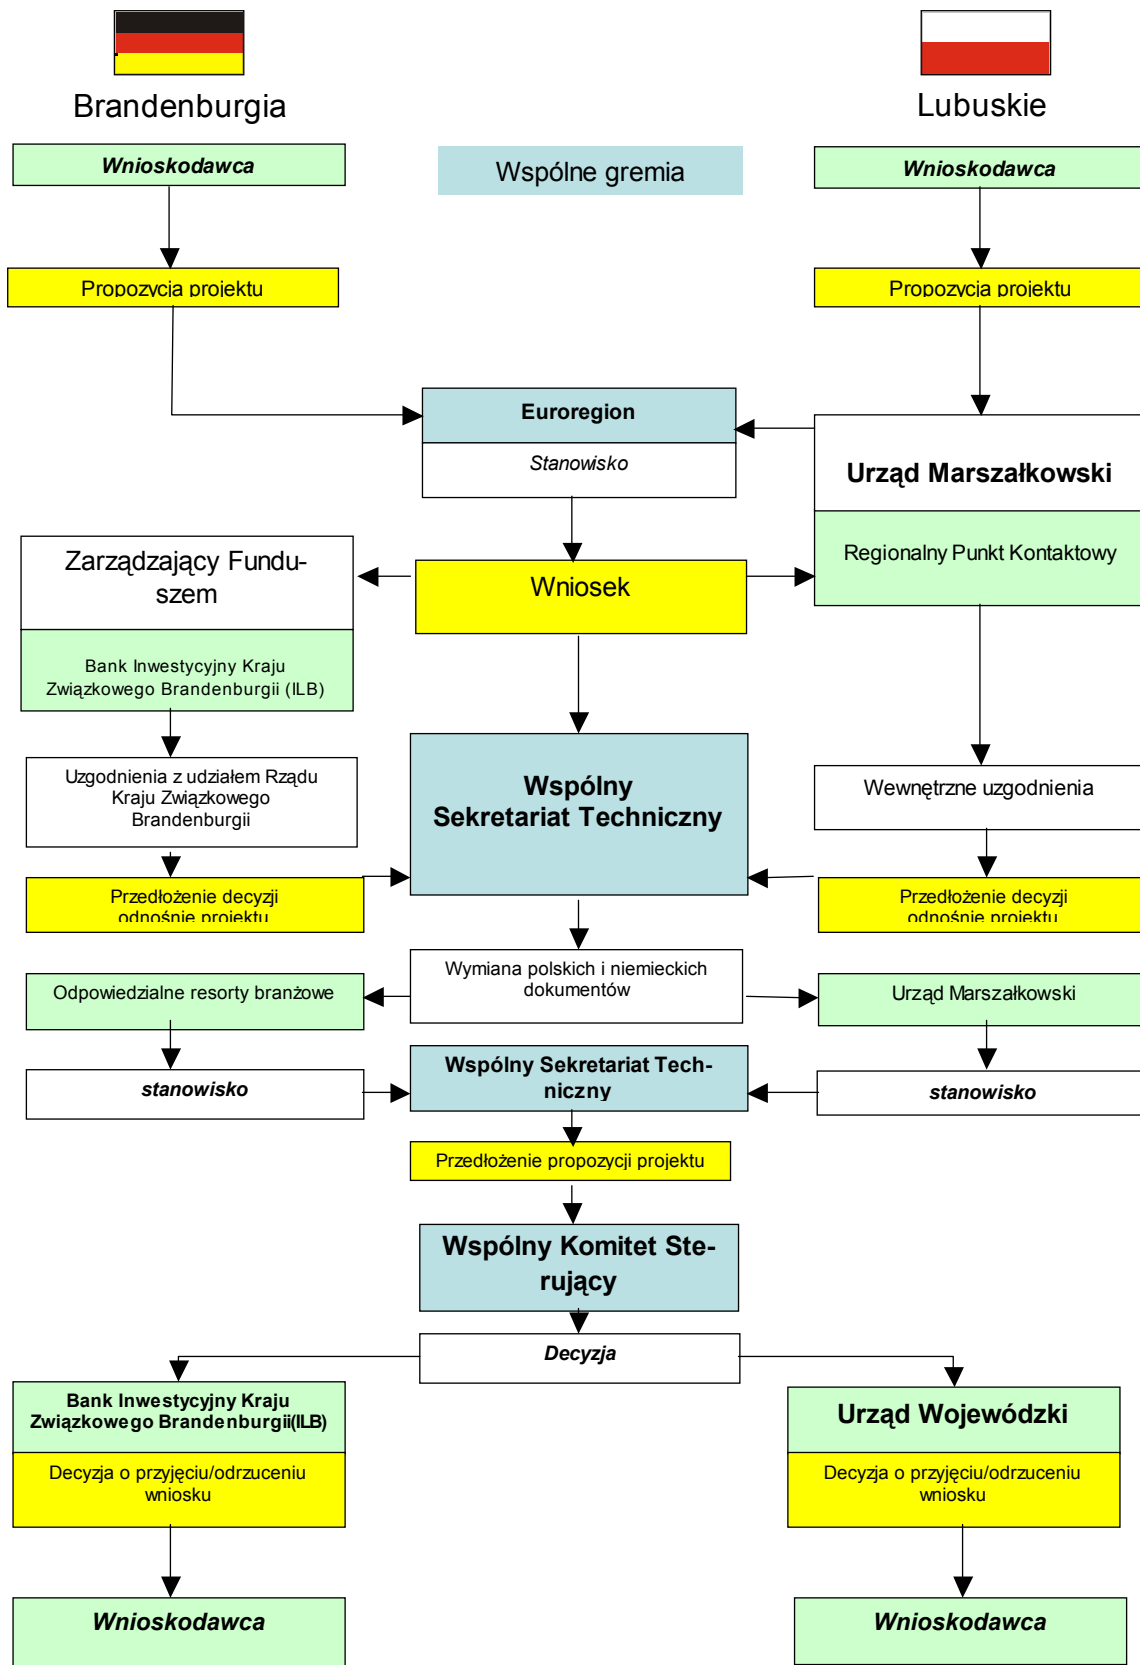 Brandenburgia
Lubuskie
Wnioskodawca
Wspólne gremia
Wnioskodawca
Propozycja projektu
Propozycja projektu
Euroregion
Stanowisko
Urząd Marszałkowski
Regionalny Punkt Kontaktowy
Zarządzający Fundu-
szem
Bank Inwestycyjny Kraju
Związkowego Brandenburgii (ILB)
Wniosek
Uzgodnienia z udziałem Rządu
Kraju Związkowego
Brandenburgii
Wspólny
Sekretariat Techniczny
Wewnętrzne uzgodnienia
Przedłożenie decyzji
odnośnie projektu
Przedłożenie decyzji
odnośnie projektu
Wymiana polskich i niemieckich
dokumentów
Odpowiedzialne resorty branżowe
Urząd Marszałkowski
stanowisko
Wspólny Sekretariat Tech-
niczny
stanowisko
Przedłożenie propozycji projektu
Wspólny Komitet Ste-
rujący
Decyzja
Bank Inwestycyjny Kraju
Związkowego Brandenburgii(ILB)
Urząd Wojewódzki
Decyzja o przyjęciu/odrzuceniu
wniosku
Decyzja o przyjęciu/odrzuceniu
wniosku
Wnioskodawca
Wnioskodawca